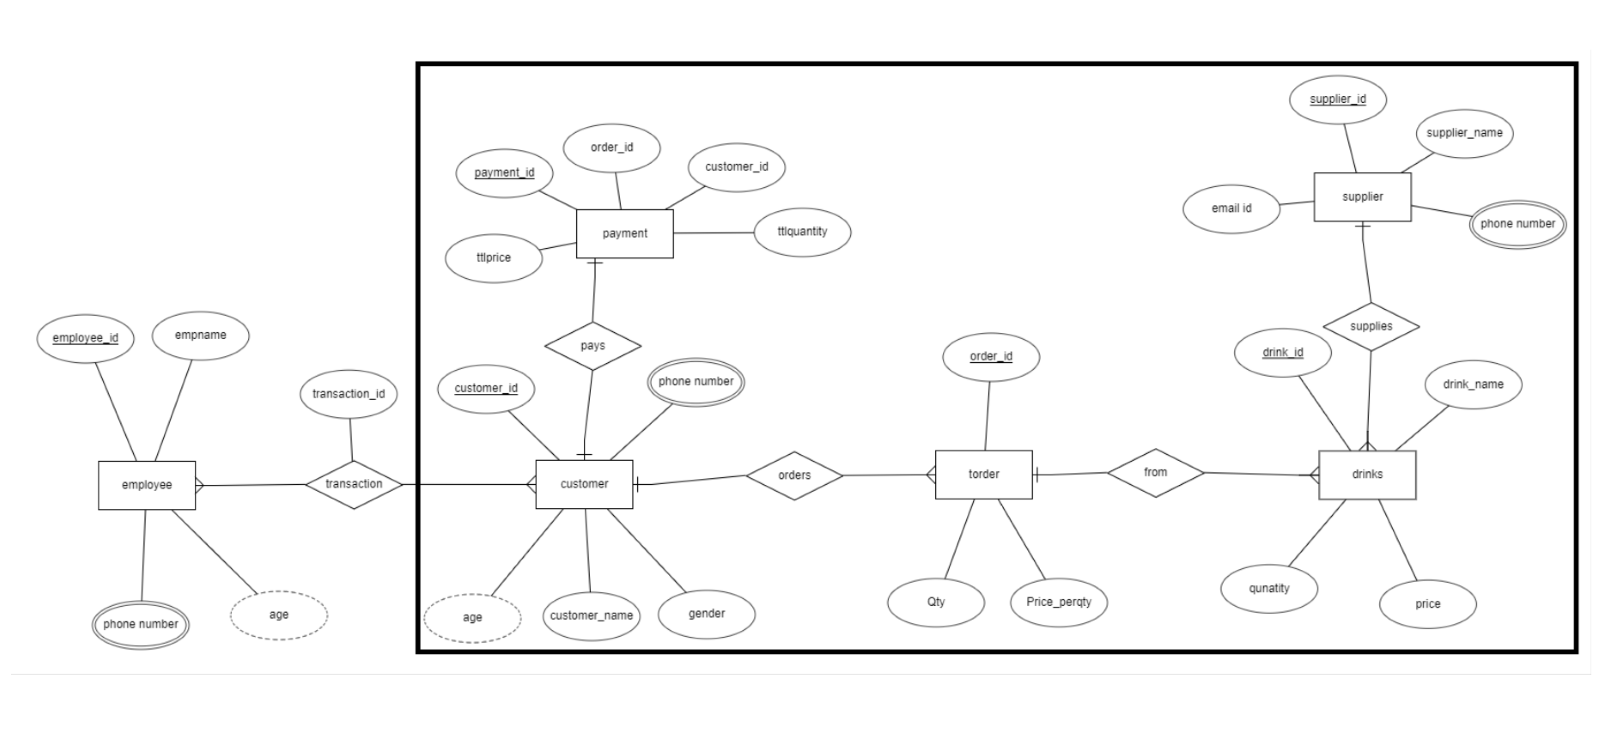 supplier_id
supplier_name
order_id
payment_id
customer_id
email id
supplier
phone number
payment
ttlquantity
ttlprice
employee_id
empname
supplies
pays
order_id
drink_id
transaction_id
customer_id
phone number
drink_name
employee
transaction
customer
orders
torder
from
drinks
phone number
age
age
customer_name
gender
Qty
Price_perqty
qunatity
price